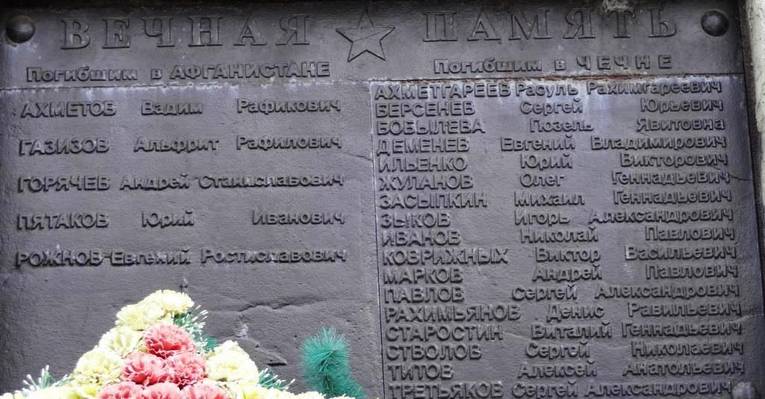 ВЕЧНАЯ ПАМЯТЬ
Погибшим в АФГАНИСТАНЕ
АХМЕТОВ Вадим Рафикович
ГАЗИЗОВ Альфрит Рафилович
ГОРЯЧЕВ Андрей Станиславович
ПЯТАКОВ Юрий Иванович
РОЖНОВ Евгений Ростиславович
Погибшим в ЧЕЧНЕ
АХМЕТГАРЕЕВ Расуль Рахимгареевич
БЕРСЕНЕВ Сергей Юрьевич
БОБЫЛЕВА Гюзель Явитовна
ДЕМЕНЕВ Евгений Владимирович
ИЛЬЕНКО Юрий Викторович
ЖУЛАНОВ Олег Геннадьевич
ЗАСЫПКИН Михаил Геннадьевич
ЗЫКОВ Игорь Александрович
ИВАНОВ Николай Павлович
КОВРИЖНЫХ Виктор Васильевич
МАРКОВ Андрей Павлович
ПАВЛОВ Сергей Александрович
РАХИМЬЯНОВ Денис Равильевич
СТАРОСТИН Виталий Геннадьевич
СТВОЛОВ Сергей Николаевич
ТИТОВ Алексей Анатольевич
ТРЕТЬЯКОВ Сергей Александрович